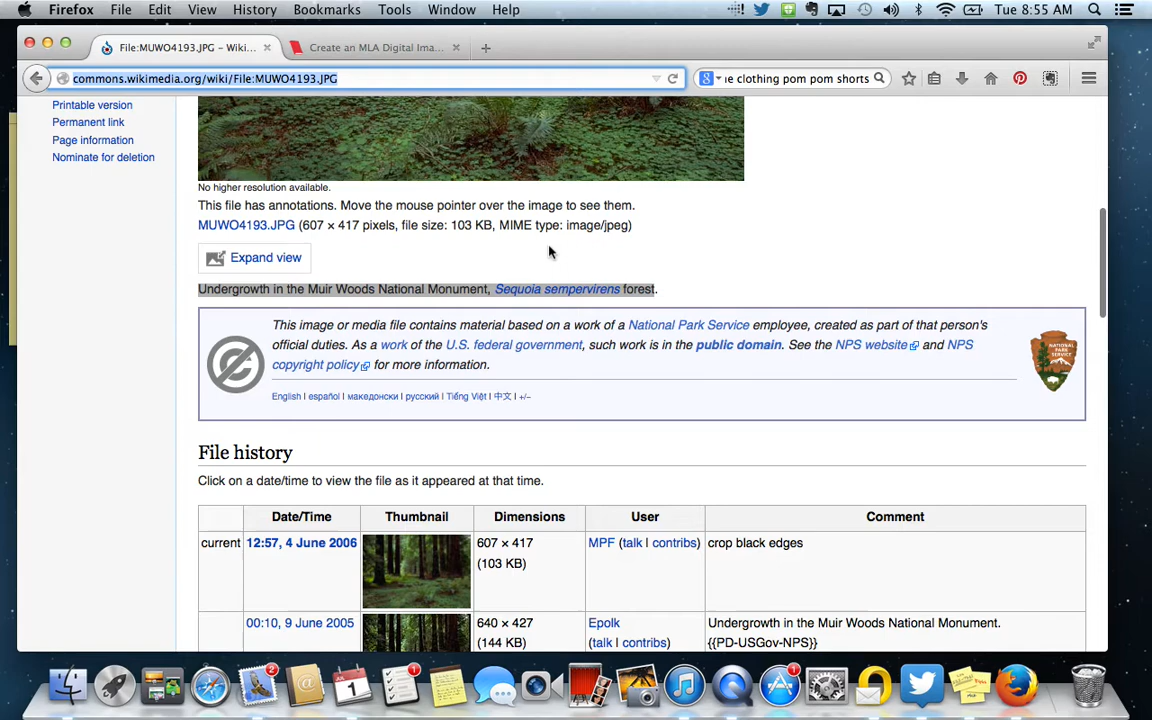 Firefox File Edit View History Bookmarks Tools Window Help
2
Tue 8:55 AM
File:MUWO4193.JPG – Wiki... × Create an MLA Digital Ima... × +
commons.wikimedia.org/wiki/File:MUWO4193.JPG
e clothing pom pom shorts
Printable version
Permanent link
Page information
Nominate for deletion
No higher resolution available.
This file has annotations. Move the mouse pointer over the image to see them.
MUWO4193.JPG (607 × 417 pixels, file size: 103 KB, MIME type: image/jpeg)
Expand view
Undergrowth in the Muir Woods National Monument, Sequoia sempervirens forest.
This image or media file contains material based on a work of a National Park Service employee, created as part of that person's
official duties. As a work of the U.S. federal government, such work is in the public domain. See the NPS website and NPS
copyright policy for more information.
English | español | македонски | русский | Tiếng Việt | 中文 | +/−
NATIONAL
PARK
SERVICE
File history
Click on a date/time to view the file as it appeared at that time.
Date/Time Thumbnail Dimensions User Comment
current 12:57, 4 June 2006 607 × 417 MPF (talk | contribs) crop black edges
(103 KB)
00:10, 9 June 2005 640 × 427 Epolk Undergrowth in the Muir Woods National Monument.
(144 KB) (talk | contribs) {{PD-USGov-NPS}}
2 1 1 1